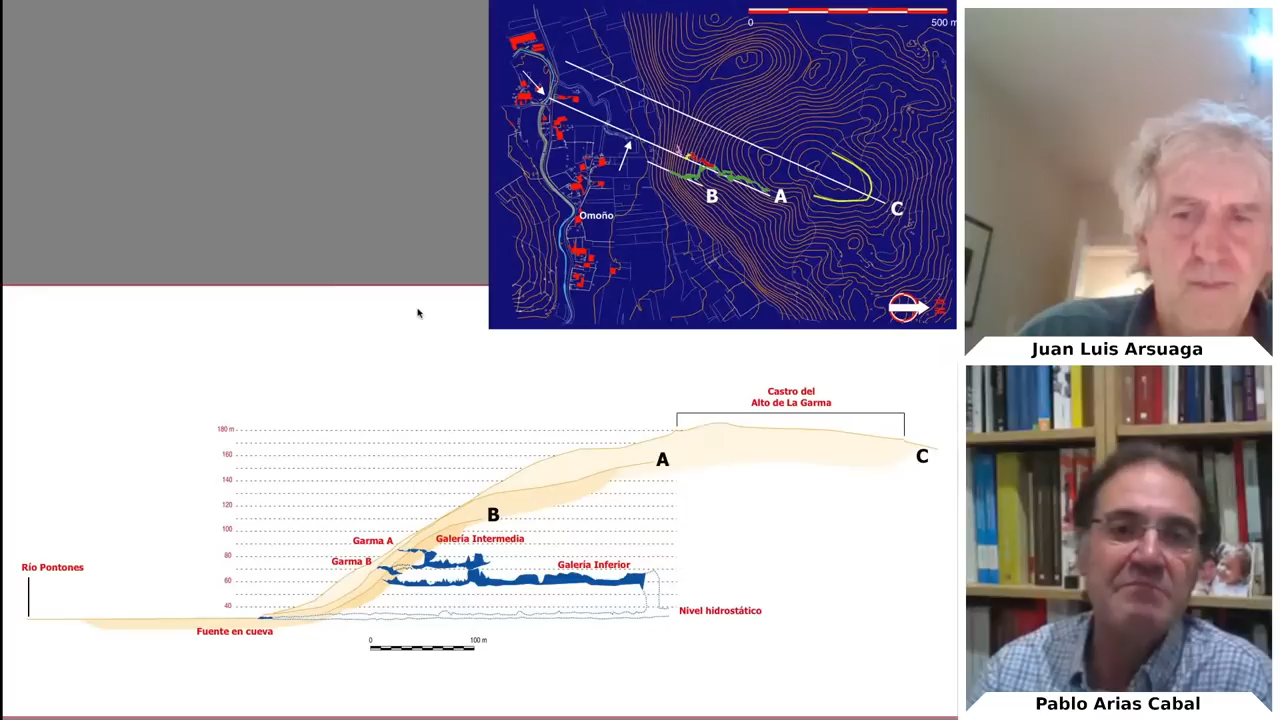 0
500 m
Omoño
B
A
C
Juan Luis Arsuaga
Castro del
Alto de La Garma
180 m
160
140
120
100
80
60
40
A
C
B
Garma A
Galería Intermedia
Garma B
Galería Inferior
Río Pontones
Nivel hidrostático
Fuente en cueva
0
100 m
Pablo Arias Cabal